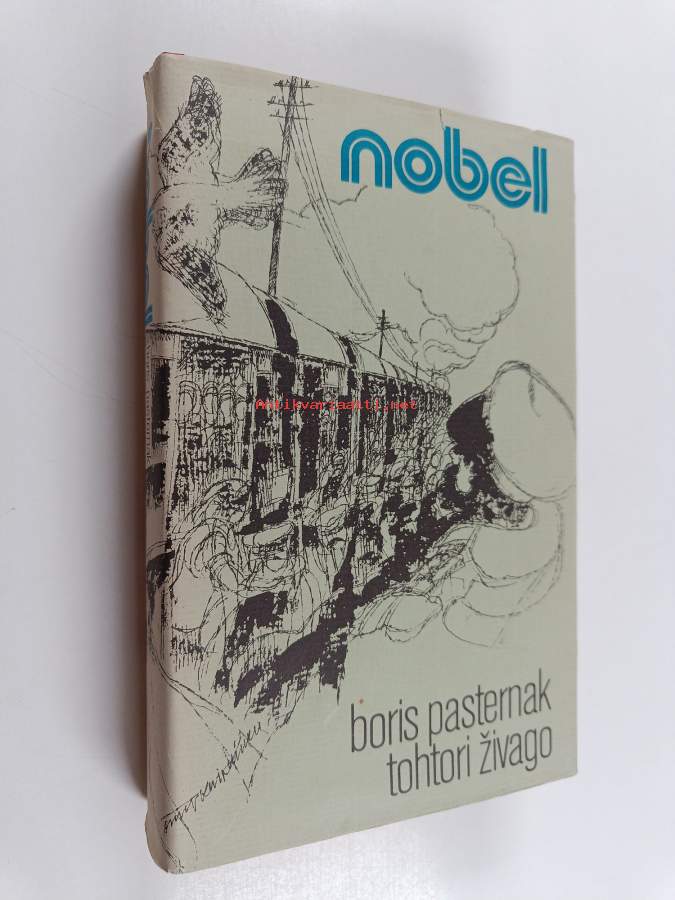 nobel
Antikvariaatti.net
boris pasternak
tohtori živago